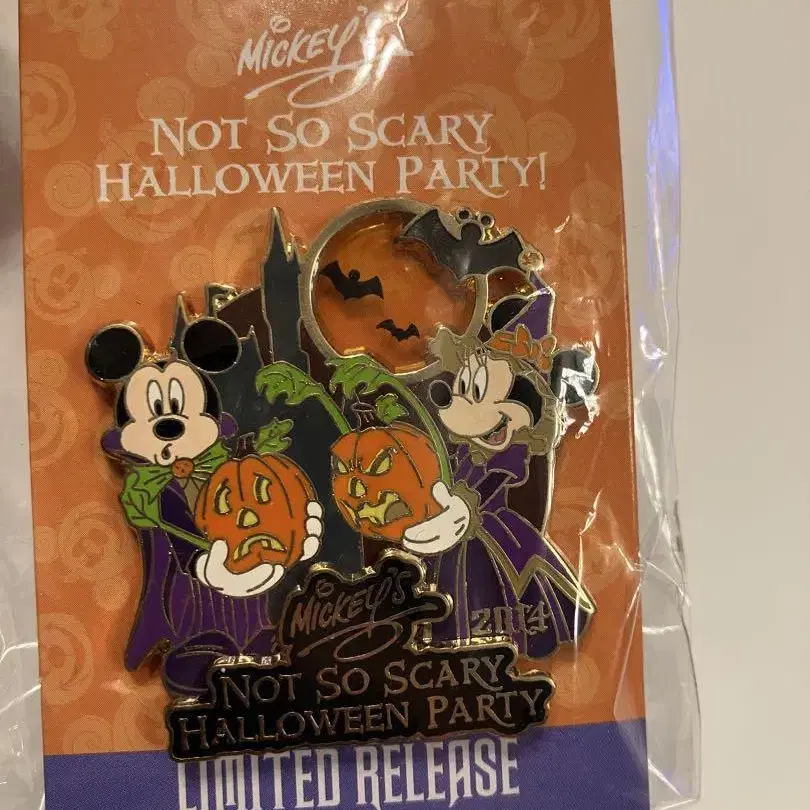 Mickey's
NOT SO SCARY
HALLOWEEN PARTY!
Mickey's
2014
NOT SO SCARY
HALLOWEEN PARTY
LIMITED RELEASE